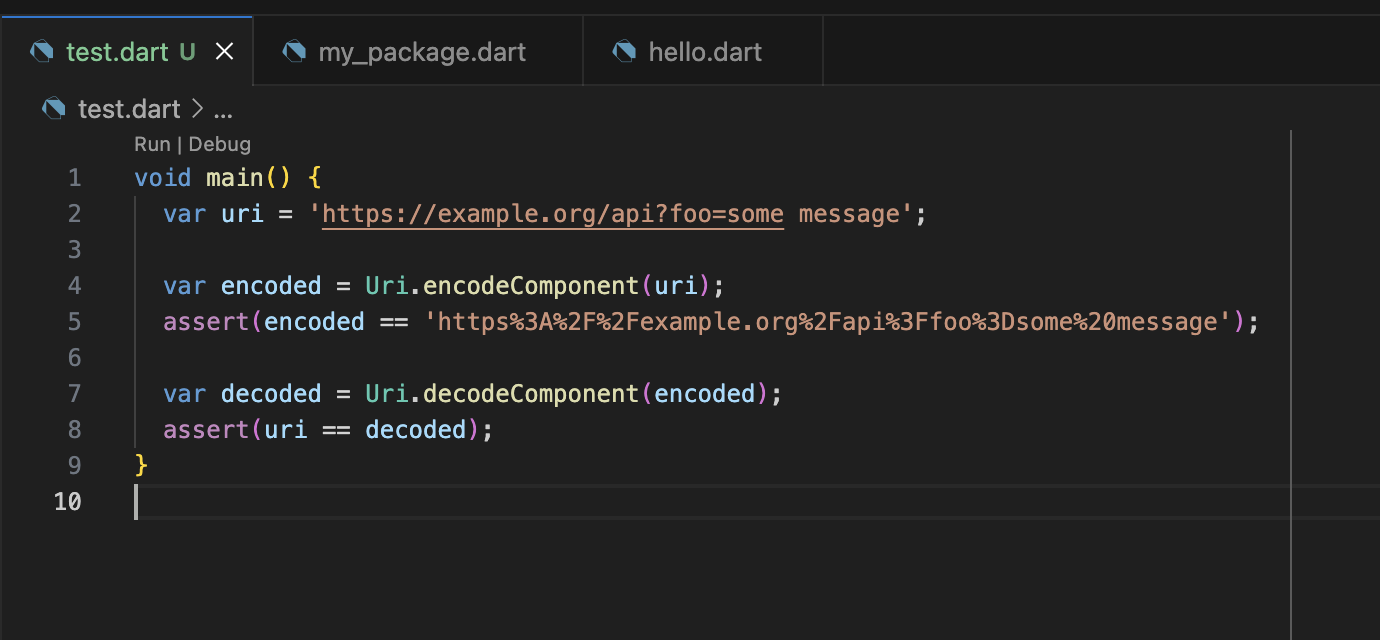 test.dart U
my_package.dart
hello.dart
test.dart > ...
Run | Debug
1 void main() {
2   var uri = 'https://example.org/api?foo=some message';
3
4   var encoded = Uri.encodeComponent(uri);
5   assert(encoded == 'https%3A%2F%2Fexample.org%2Fapi%3Ffoo%3Dsome%20message');
6
7   var decoded = Uri.decodeComponent(encoded);
8   assert(uri == decoded);
9 }
10